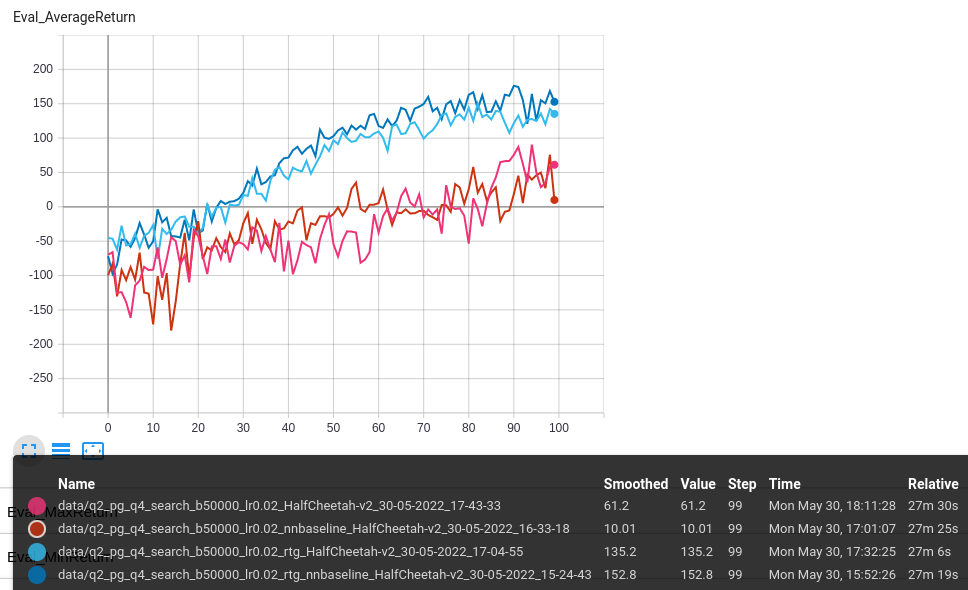 Eval_AverageReturn
200
150
100
50
0
-50
-100
-150
-200
-250
0 10 20 30 40 50 60 70 80 90 100
Name Smoothed Value Step Time Relative
data/q2_pg_q4_search_b50000_lr0.02_HalfCheetah-v2_30-05-2022_17-43-33 61.2 61.2 99 Mon May 30, 18:11:28 27m 30s
Eval_MaxReturn
data/q2_pg_q4_search_b50000_lr0.02_nnbaseline_HalfCheetah-v2_30-05-2022_16-33-18 10.01 10.01 99 Mon May 30, 17:01:07 27m 25s
data/q2_pg_q4_search_b50000_lr0.02_rtg_HalfCheetah-v2_30-05-2022_17-04-55 135.2 135.2 99 Mon May 30, 17:32:25 27m 6s
Eval_MinReturn
data/q2_pg_q4_search_b50000_lr0.02_rtg_nnbaseline_HalfCheetah-v2_30-05-2022_15-24-43 152.8 152.8 99 Mon May 30, 15:52:26 27m 19s